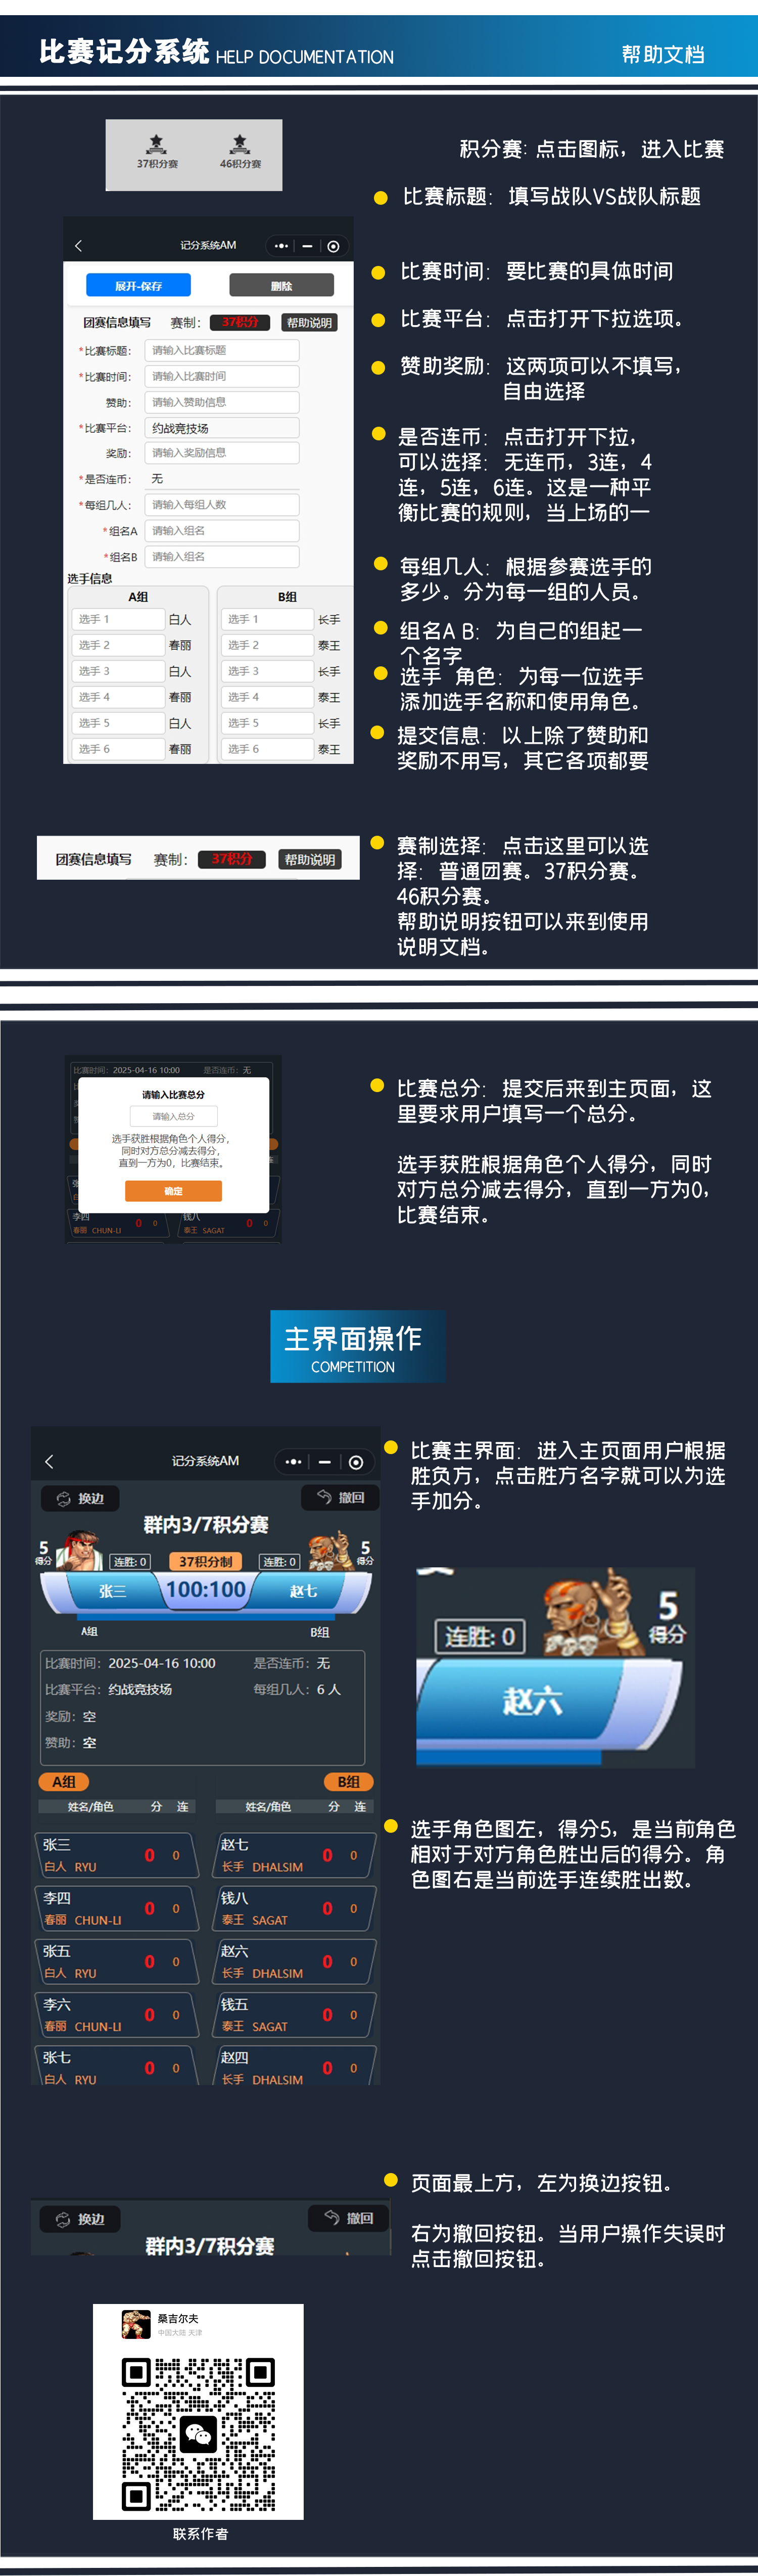 比赛记分系统 HELP DOCUMENTATION
帮助文档
37积分赛 46积分赛
积分赛: 点击图标，进入比赛
比赛标题：填写战队VS战队标题
比赛时间：要比赛的具体时间
比赛平台：点击打开下拉选项。
赞助奖励：这两项可以不填写，
自由选择
是否连币：点击打开下拉，
可以选择：无连币，3连，4
连，5连，6连。这是一种平
衡比赛的规则，当上场的一
每组几人：根据参赛选手的
多少。分为每一组的人员。
组名A B：为自己的组起一
个名字
选手 角色：为每一位选手
添加选手名称和使用角色。
提交信息：以上除了赞助和
奖励不用写，其它各项都要
记分系统AM
展开-保存 删除
团赛信息填写 赛制： 37积分 帮助说明
*比赛标题： 请输入比赛标题
*比赛时间： 请输入比赛时间
赞助： 请输入赞助信息
*比赛平台： 约战竞技场
奖励： 请输入奖励信息
*是否连币： 无
*每组几人： 请输入每组人数
*组名A 请输入组名
*组名B 请输入组名
选手信息
A组 B组
选手 1 白人 选手 1 长手
选手 2 春丽 选手 2 泰王
选手 3 白人 选手 3 长手
选手 4 春丽 选手 4 泰王
选手 5 白人 选手 5 长手
选手 6 春丽 选手 6 泰王
团赛信息填写 赛制： 37积分 帮助说明
赛制选择：点击这里可以选
择：普通团赛。37积分赛。
46积分赛。
帮助说明按钮可以来到使用
说明文档。
比赛时间：2025-04-16 10:00 是否连币：无
请输入比赛总分
请输入总分
选手获胜根据角色个人得分，
同时对方总分减去得分，
直到一方为0，比赛结束。
确定
李四 0 0 钱八 0 0
春丽 CHUN-LI 泰王 SAGAT
比赛总分：提交后来到主页面，这
里要求用户填写一个总分。
选手获胜根据角色个人得分，同时
对方总分减去得分，直到一方为0，
比赛结束。
主界面操作
COMPETITION
记分系统AM
换边 撤回
群内3/7积分赛
5 得分 连胜: 0 37积分制 连胜: 0 5 得分
张三 100:100 赵七
A组 B组
比赛时间：2025-04-16 10:00 是否连币：无
比赛平台：约战竞技场 每组几人：6 人
奖励：空
赞助：空
A组 B组
姓名/角色 分 连 姓名/角色 分 连
张三 0 0 赵七 0 0
白人 RYU 长手 DHALSIM
李四 0 0 钱八 0 0
春丽 CHUN-LI 泰王 SAGAT
张五 0 0 赵六 0 0
白人 RYU 长手 DHALSIM
李六 0 0 钱五 0 0
春丽 CHUN-LI 泰王 SAGAT
张七 0 0 赵四 0 0
白人 RYU 长手 DHALSIM
比赛主界面：进入主页面用户根据
胜负方，点击胜方名字就可以为选
手加分。
连胜: 0 5 得分
赵六
选手角色图左，得分5，是当前角色
相对于对方角色胜出后的得分。角
色图右是当前选手连续胜出数。
换边 撤回
群内3/7积分赛
页面最上方，左为换边按钮。
右为撤回按钮。当用户操作失误时
点击撤回按钮。
桑吉尔夫
中国大陆 天津
联系作者